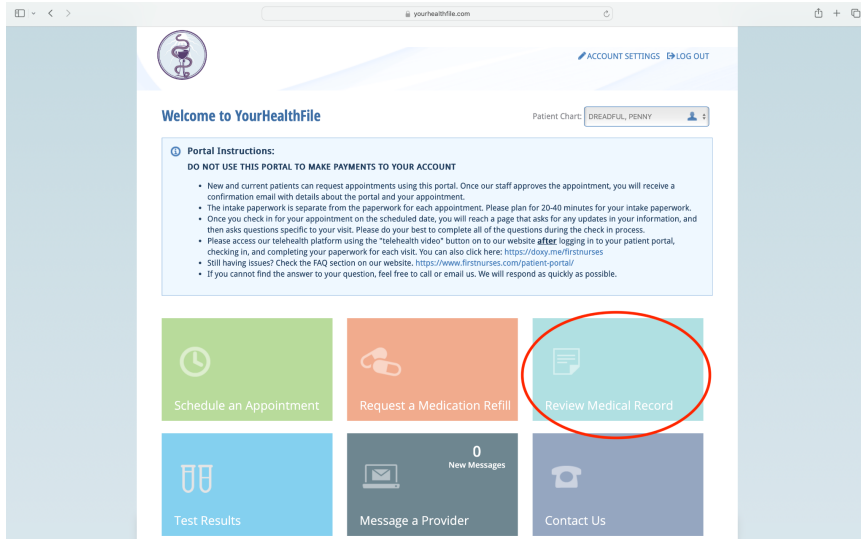 yourhealthfile.com
ACCOUNT SETTINGS LOG OUT
Welcome to YourHealthFile
Patient Chart: DREADFUL, PENNY
Portal Instructions:
DO NOT USE THIS PORTAL TO MAKE PAYMENTS TO YOUR ACCOUNT
• New and current patients can request appointments using this portal. Once our staff approves the appointment, you will receive a
confirmation email with details about the portal and your appointment.
• The intake paperwork is separate from the paperwork for each appointment. Please plan for 20-40 minutes for your intake paperwork.
• Once you check in for your appointment on the scheduled date, you will reach a page that asks for any updates in your information, and
then asks questions specific to your visit. Please do your best to complete all of the questions during the check in process.
• Please access our telehealth platform using the "telehealth video" button on to our website after logging in to your patient portal,
checking in, and completing your paperwork for each visit. You can also click here: https://doxy.me/firstnurses
• Still having issues? Check the FAQ section on our website. https://www.firstnurses.com/patient-portal/
• If you cannot find the answer to your question, feel free to call or email us. We will respond as quickly as possible.
Schedule an Appointment
Request a Medication Refill
Review Medical Record
Test Results
0
New Messages
Message a Provider
Contact Us